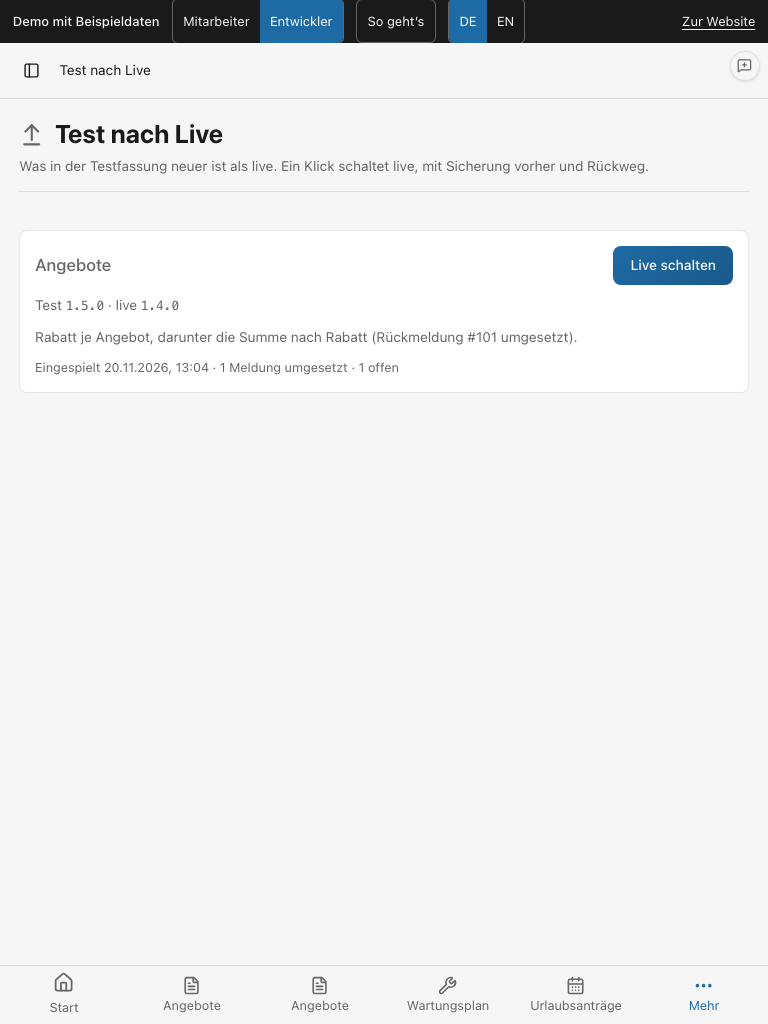 Demo mit Beispieldaten Mitarbeiter Entwickler So geht's DE EN Zur Website
Test nach Live
Test nach Live
Was in der Testfassung neuer ist als live. Ein Klick schaltet live, mit Sicherung vorher und Rückweg.
Angebote Live schalten
Test 1.5.0 · live 1.4.0
Rabatt je Angebot, darunter die Summe nach Rabatt (Rückmeldung #101 umgesetzt).
Eingespielt 20.11.2026, 13:04 · 1 Meldung umgesetzt · 1 offen
Start Angebote Angebote Wartungsplan Urlaubsanträge Mehr